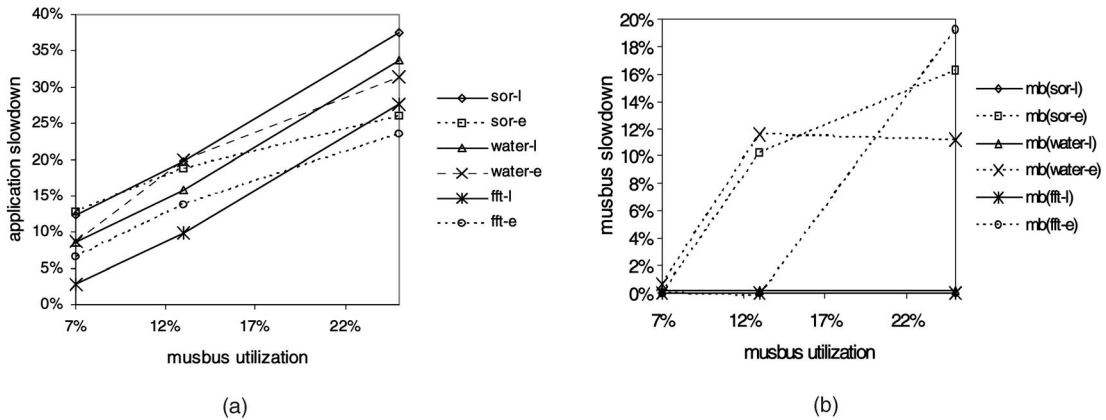 40%
35%
30%
25%
20%
15%
10%
5%
0%
7%
12%
17%
22%
application slowdown
musbus utilization
sor-l
sor-e
water-l
water-e
fft-l
fft-e
(a)
20%
18%
16%
14%
12%
10%
8%
6%
4%
2%
0%
7%
12%
17%
22%
musbus slowdown
musbus utilization
mb(sor-l)
mb(sor-e)
mb(water-l)
mb(water-e)
mb(fft-l)
mb(fft-e)
(b)